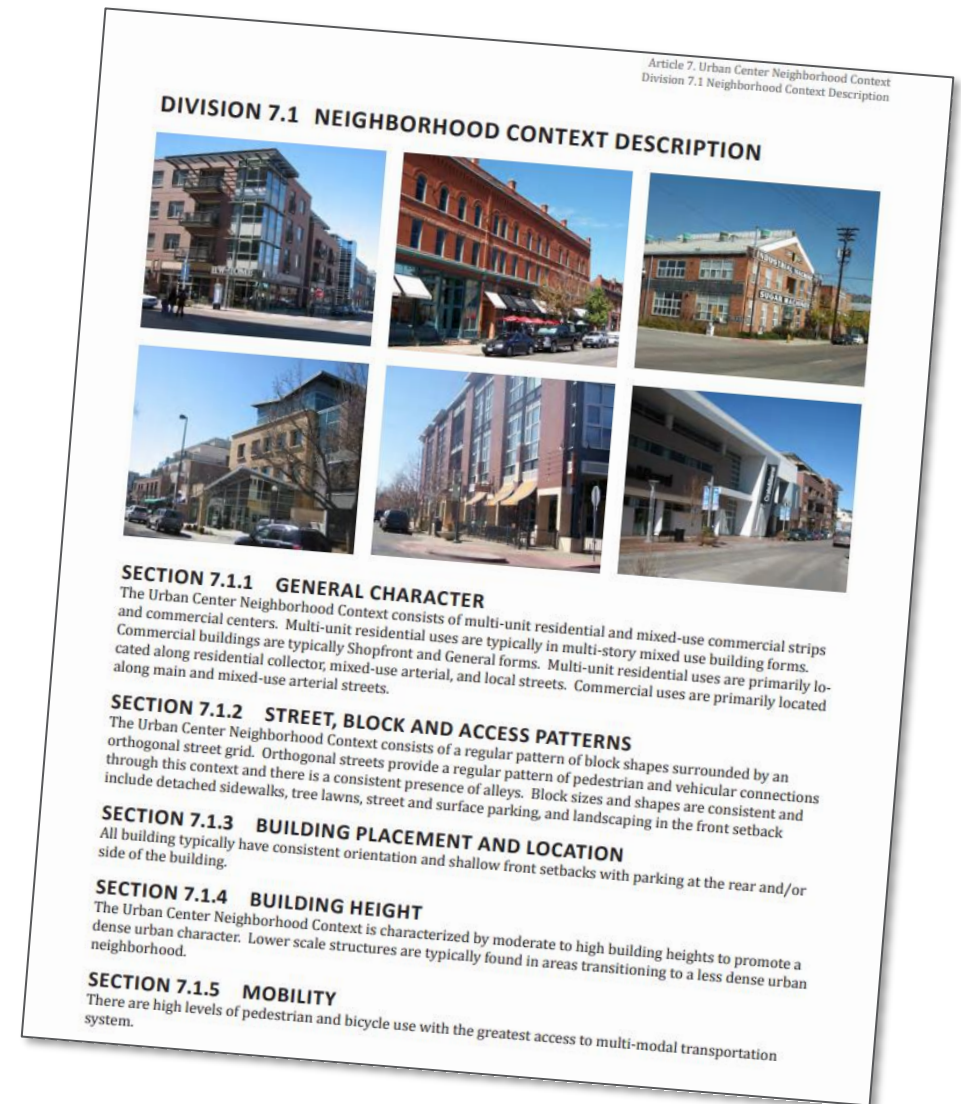 Article 7. Urban Center Neighborhood Context
Division 7.1 Neighborhood Context Description
DIVISION 7.1 NEIGHBORHOOD CONTEXT DESCRIPTION
INDUSTRIAL
SUGAR
SECTION 7.1.1 GENERAL CHARACTER
The Urban Center Neighborhood Context consists of multi-unit residential and mixed-use commercial strips
and commercial centers. Multi-unit residential uses are typically in multi-story mixed use building forms.
Commercial buildings are typically Shopfront and General forms. Multi-unit residential uses are primarily lo-
cated along residential collector, mixed-use arterial, and local streets. Commercial uses are primarily located
along main and mixed-use arterial streets.
SECTION 7.1.2 STREET, BLOCK AND ACCESS PATTERNS
The Urban Center Neighborhood Context consists of a regular pattern of block shapes surrounded by an
orthogonal street grid. Orthogonal streets provide a regular pattern of pedestrian and vehicular connections
through this context and there is a consistent presence of alleys. Block sizes and shapes are consistent and
include detached sidewalks, tree lawns, street and surface parking, and landscaping in the front setback
SECTION 7.1.3 BUILDING PLACEMENT AND LOCATION
All building typically have consistent orientation and shallow front setbacks with parking at the rear and/or
side of the building.
SECTION 7.1.4 BUILDING HEIGHT
The Urban Center Neighborhood Context is characterized by moderate to high building heights to promote a
dense urban character. Lower scale structures are typically found in areas transitioning to a less dense urban
neighborhood.
SECTION 7.1.5 MOBILITY
There are high levels of pedestrian and bicycle use with the greatest access to multi-modal transportation
system.